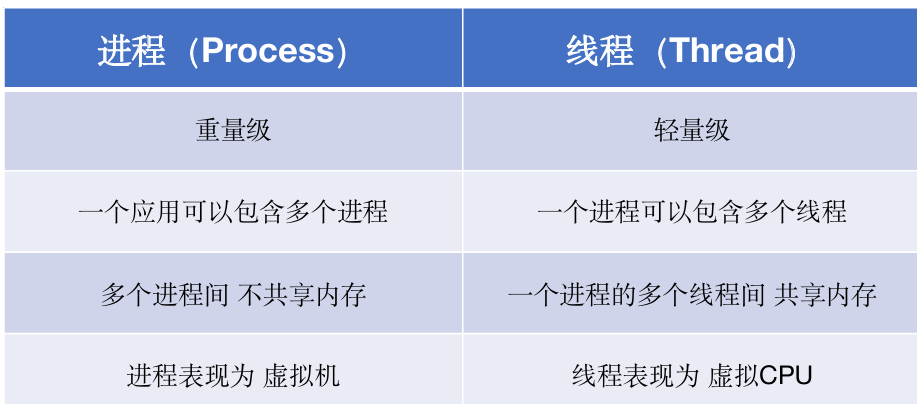 进程（Process） 线程（Thread）
重量级 轻量级
一个应用可以包含多个进程 一个进程可以包含多个线程
多个进程间 不共享内存 一个进程的多个线程间 共享内存
进程表现为 虚拟机 线程表现为 虚拟CPU